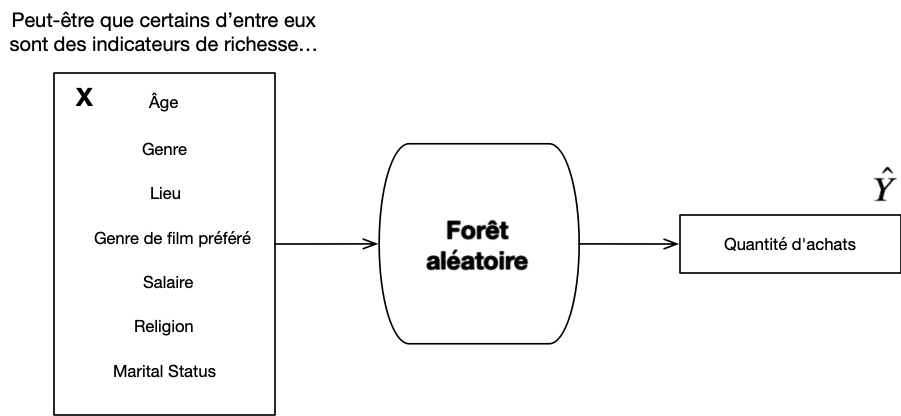 Peut-être que certains d’entre eux
sont des indicateurs de richesse…
X
Âge
Genre
Lieu
Genre de film préféré
Salaire
Religion
Marital Status
Forêt
aléatoire
Ŷ
Quantité d'achats